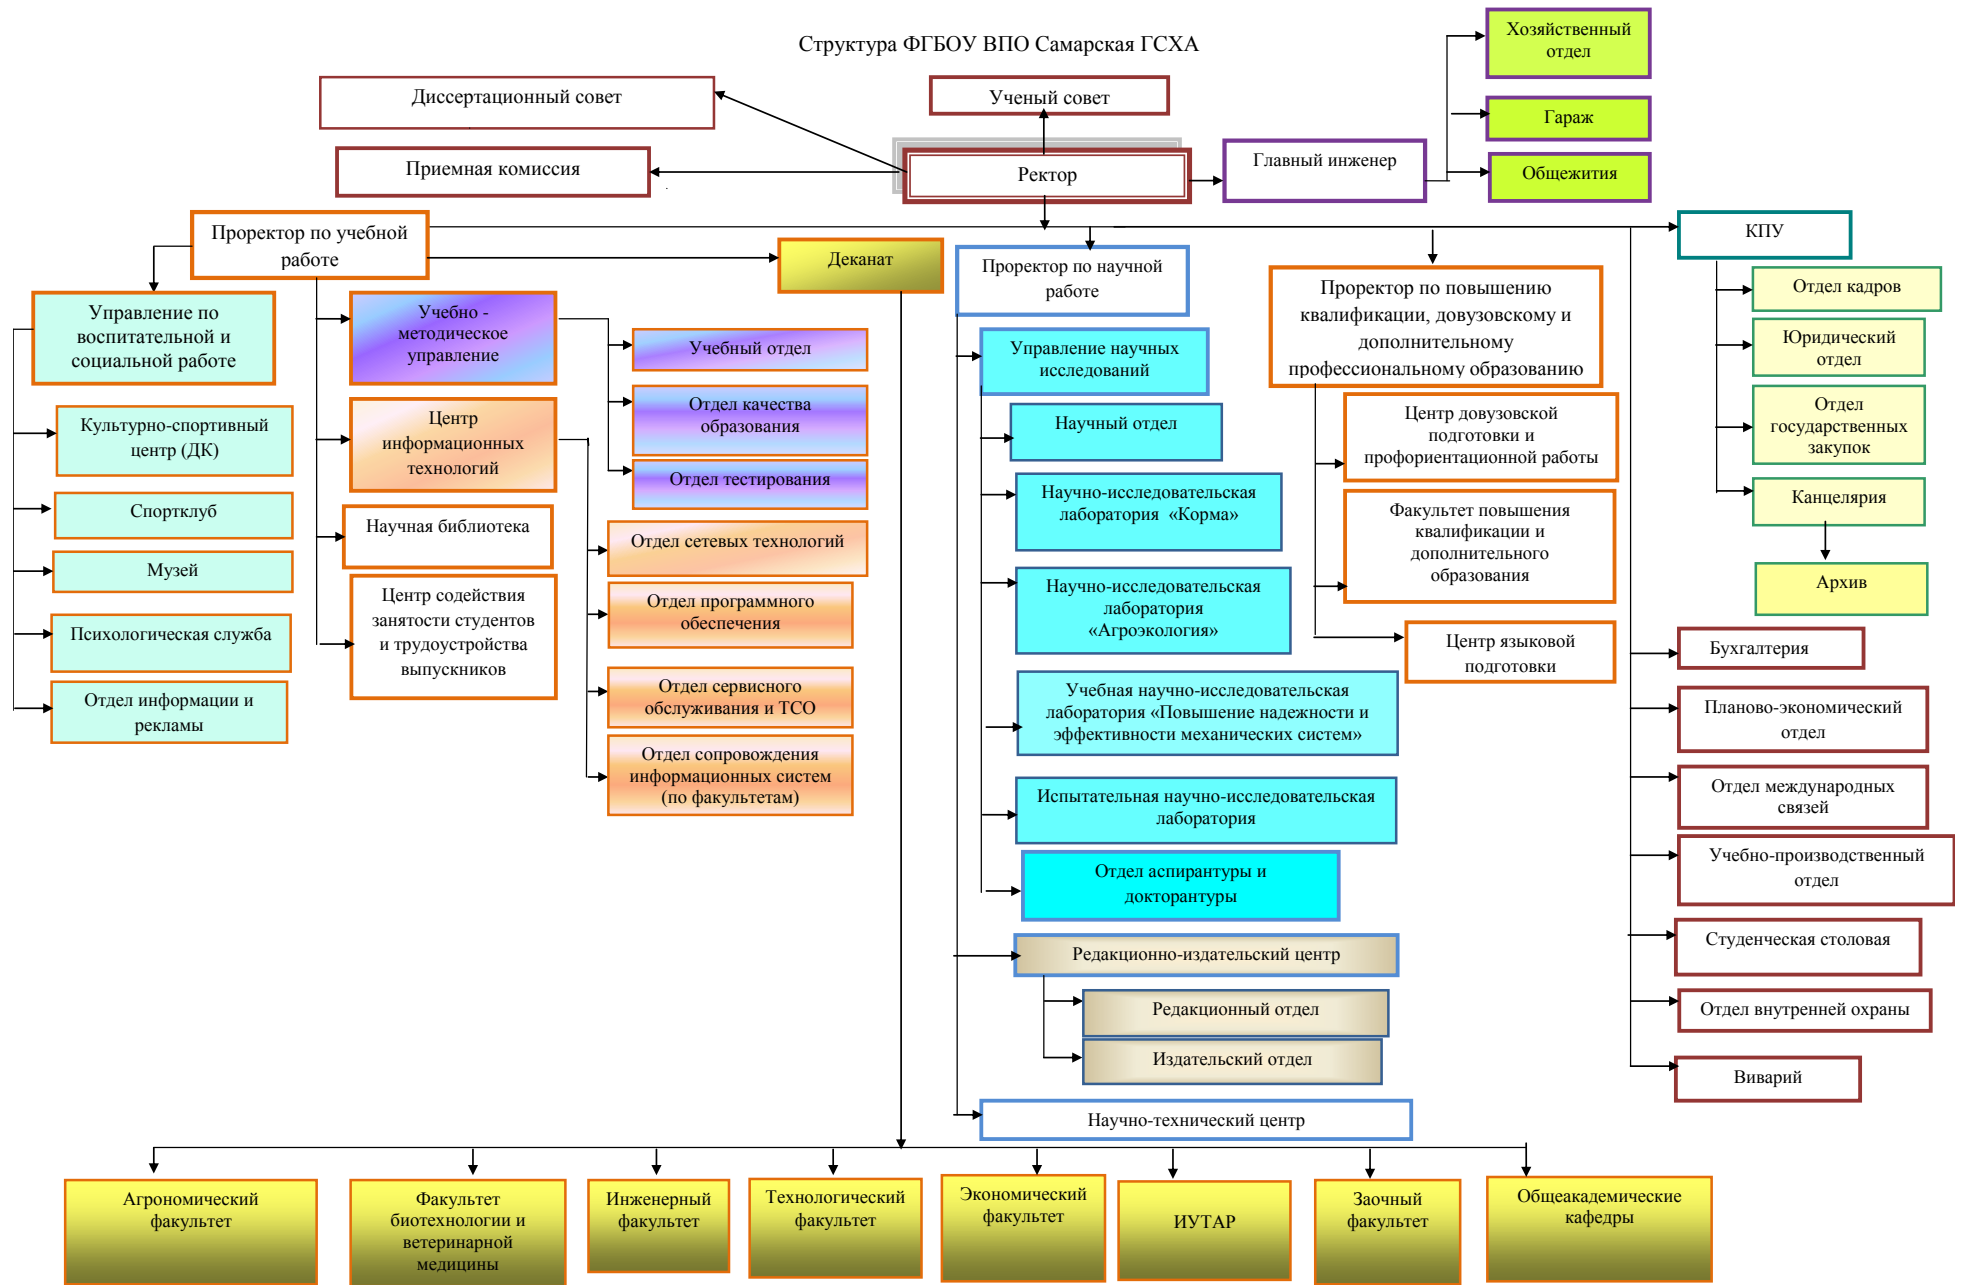 Структура ФГБОУ ВПО Самарская ГСХА
Диссертационный совет
Ученый совет
Приемная комиссия
Ректор
Главный инженер
Хозяйственный
отдел
Гараж
Общежития
Проректор по учебной
работе
Деканат
Проректор по научной
работе
Проректор по повышению
квалификации, довузовскому и
дополнительному
профессиональному образованию
КПУ
Управление по
воспитательной и
социальной работе
Культурно-спортивный
центр (ДК)
Спортклуб
Музей
Психологическая служба
Отдел информации и
рекламы
Учебно -
методическое
управление
Центр
информационных
технологий
Научная библиотека
Центр содействия
занятости студентов
и трудоустройства
выпускников
Учебный отдел
Отдел качества
образования
Отдел тестирования
Отдел сетевых технологий
Отдел программного
обеспечения
Отдел сервисного
обслуживания и ТСО
Отдел сопровождения
информационных систем
(по факультетам)
Управление научных
исследований
Научный отдел
Научно-исследовательская
лаборатория «Корма»
Научно-исследовательская
лаборатория
«Агроэкология»
Учебная научно-исследовательская
лаборатория «Повышение надежности и
эффективности механических систем»
Испытательная научно-исследовательская
лаборатория
Отдел аспирантуры и
докторантуры
Редакционно-издательский центр
Редакционный отдел
Издательский отдел
Научно-технический центр
Центр довузовской
подготовки и
профориентационной работы
Факультет повышения
квалификации и
дополнительного
образования
Центр языковой
подготовки
Отдел кадров
Юридический
отдел
Отдел
государственных
закупок
Канцелярия
Архив
Бухгалтерия
Планово-экономический
отдел
Отдел международных
связей
Учебно-производственный
отдел
Студенческая столовая
Отдел внутренней охраны
Виварий
Агрономический
факультет
Факультет
биотехнологии и
ветеринарной
медицины
Инженерный
факультет
Технологический
факультет
Экономический
факультет
ИУТАР
Заочный
факультет
Общеакадемические
кафедры